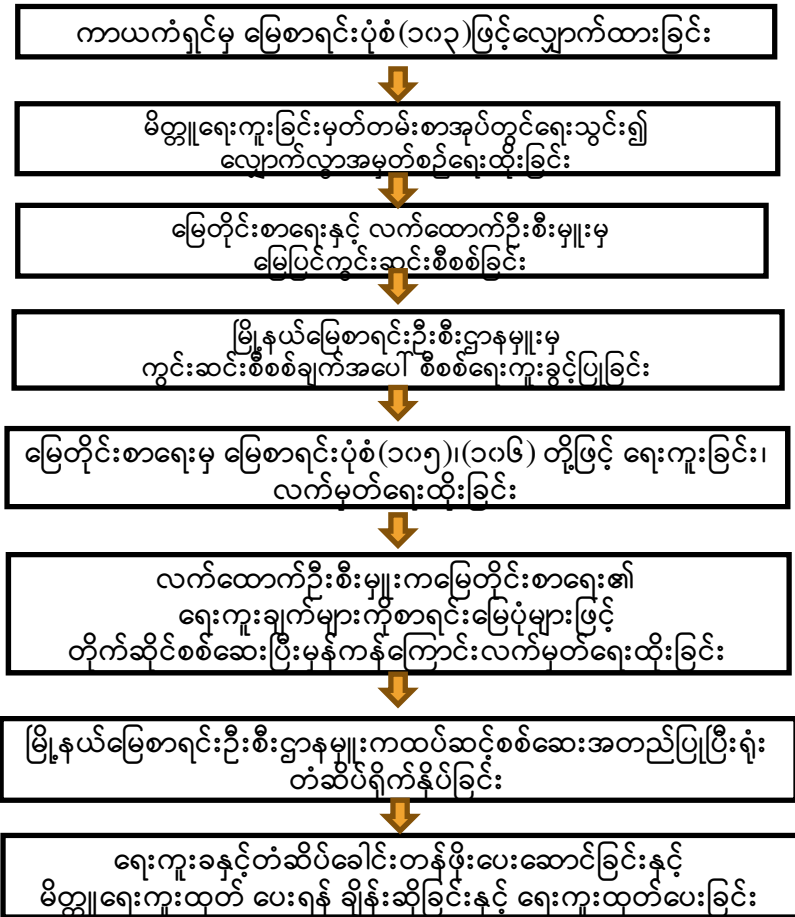 ကာယကံရှင်မှ မြေစာရင်းပုံစံ(၁၀၃)ဖြင့်လျှောက်ထားခြင်း
မိတ္တူရေးကူးခြင်းမှတ်တမ်းစာအုပ်တွင်ရေးသွင်း၍
လျှောက်လွှာအမှတ်စဉ်ရေးထိုးခြင်း
မြေတိုင်းစာရေးနှင့် လက်ထောက်ဦးစီးမှူးမှ
မြေပြင်ကွင်းဆင်းစီစစ်ခြင်း
မြို့နယ်မြေစာရင်းဦးစီးဌာနမှူးမှ
ကွင်းဆင်းစီစစ်ချက်အပေါ် စီစစ်ရေးကူးခွင့်ပြုခြင်း
မြေတိုင်းစာရေးမှ မြေစာရင်းပုံစံ(၁၀၅)၊(၁၀၆) တို့ဖြင့် ရေးကူးခြင်း၊
လက်မှတ်ရေးထိုးခြင်း
လက်ထောက်ဦးစီးမှူးကမြေတိုင်းစာရေး၏
ရေးကူးချက်များကိုစာရင်းမြေပုံများဖြင့်
တိုက်ဆိုင်စစ်ဆေးပြီးမှန်ကန်ကြောင်းလက်မှတ်ရေးထိုးခြင်း
မြို့နယ်မြေစာရင်းဦးစီးဌာနမှူးကထပ်ဆင့်စစ်ဆေးအတည်ပြုပြီးရုံး
တံဆိပ်ရိုက်နှိပ်ခြင်း
ရေးကူးခနှင့်တံဆိပ်ခေါင်းတန်ဖိုးပေးဆောင်ခြင်းနှင့်
မိတ္တူရေးကူးထုတ် ပေးရန် ချိန်းဆိုခြင်းနှင့် ရေးကူးထုတ်ပေးခြင်း